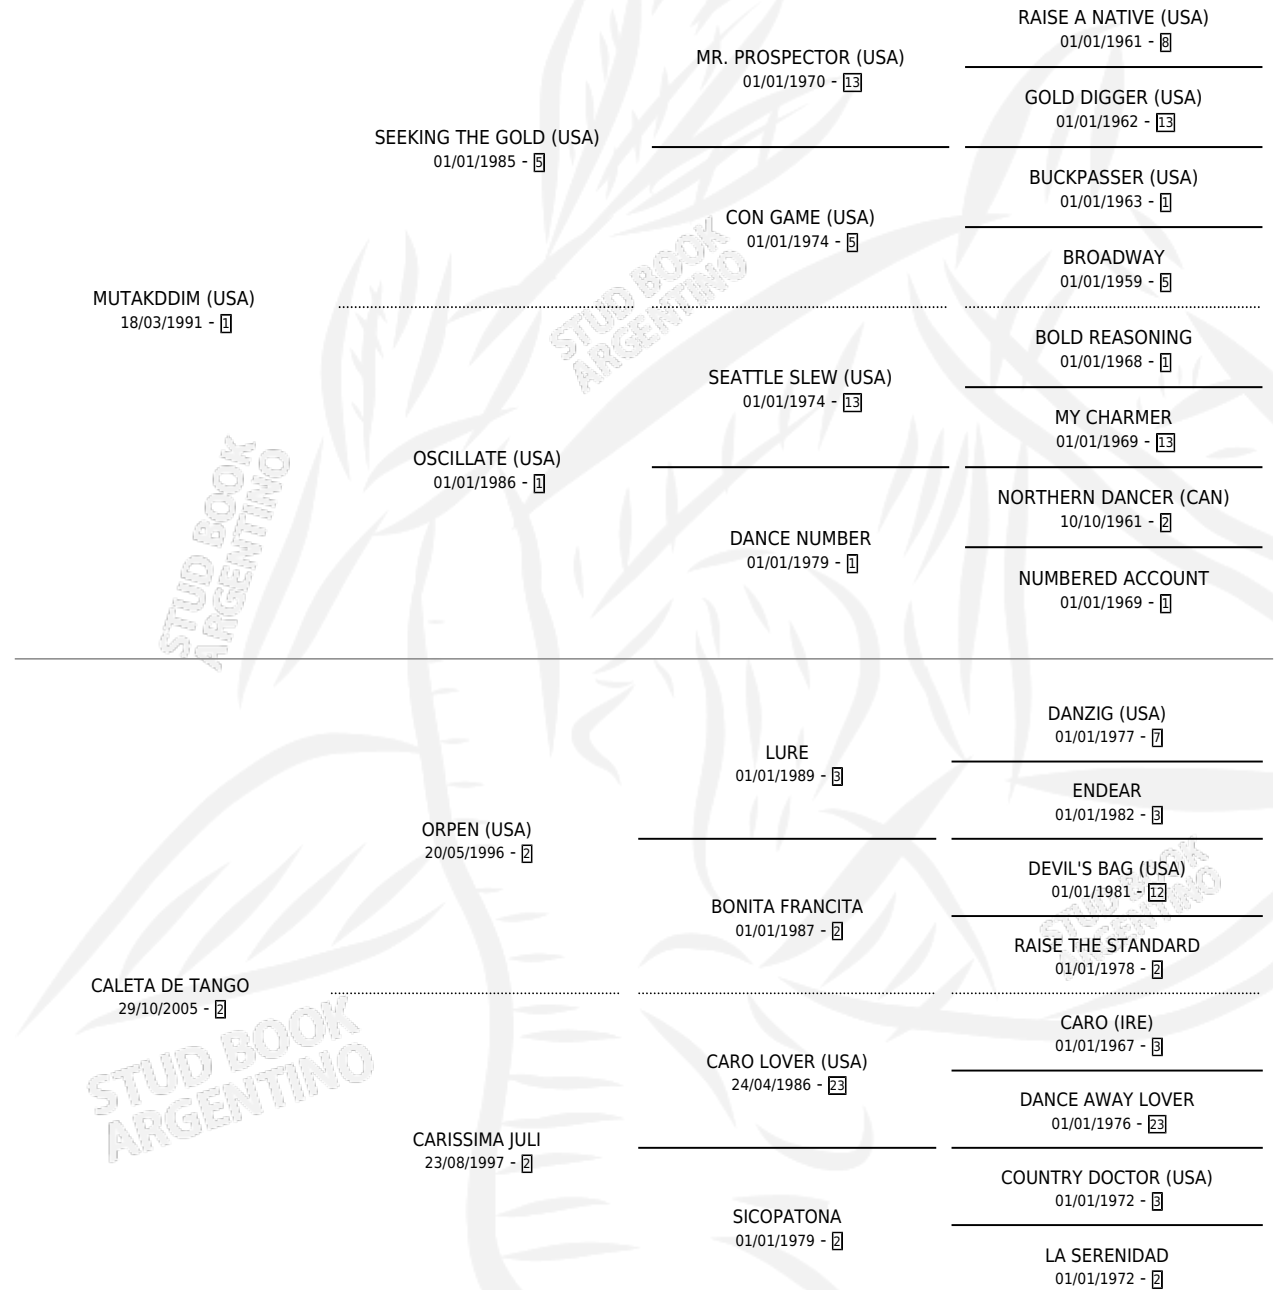 RAISE A NATIVE (USA)
01/01/1961 - 8
MR. PROSPECTOR (USA)
01/01/1970 - 13
GOLD DIGGER (USA)
01/01/1962 - 13
SEEKING THE GOLD (USA)
01/01/1985 - 5
BUCKPASSER (USA)
01/01/1963 - 1
CON GAME (USA)
01/01/1974 - 5
BROADWAY
01/01/1959 - 5
MUTAKDDIM (USA)
18/03/1991 - 1
BOLD REASONING
01/01/1968 - 1
SEATTLE SLEW (USA)
01/01/1974 - 13
MY CHARMER
01/01/1969 - 13
OSCILLATE (USA)
01/01/1986 - 1
NORTHERN DANCER (CAN)
10/10/1961 - 2
DANCE NUMBER
01/01/1979 - 1
NUMBERED ACCOUNT
01/01/1969 - 1
STUD BOOK
ARGENTINO
STUD BOOK
ARGENTINO
DANZIG (USA)
01/01/1977 - 7
LURE
01/01/1989 - 3
ENDEAR
01/01/1982 - 3
ORPEN (USA)
20/05/1996 - 2
DEVIL'S BAG (USA)
01/01/1981 - 12
BONITA FRANCITA
01/01/1987 - 2
RAISE THE STANDARD
01/01/1978 - 2
CALETA DE TANGO
29/10/2005 - 2
CARO (IRE)
01/01/1967 - 3
CARO LOVER (USA)
24/04/1986 - 23
DANCE AWAY LOVER
01/01/1976 - 23
CARISSIMA JULI
23/08/1997 - 2
COUNTRY DOCTOR (USA)
01/01/1972 - 3
SICOPATONA
01/01/1979 - 2
LA SERENIDAD
01/01/1972 - 2
STUD BOOK
ARGENTINO
STUD BOOK
ARGENTINO